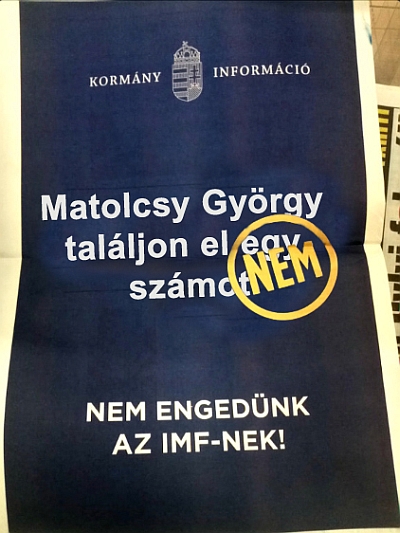 KORMÁNY INFORMÁCIÓ
Matolcsy György
találjon el egy
számot
NEM
NEM ENGEDÜNK
AZ IMF-NEK!